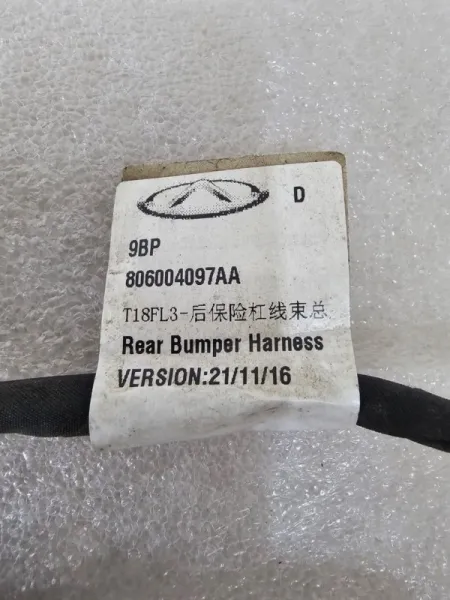 D
9BP
806004097AA
T18FL3-后保险杠线束总
Rear Bumper Harness
VERSION:21/11/16